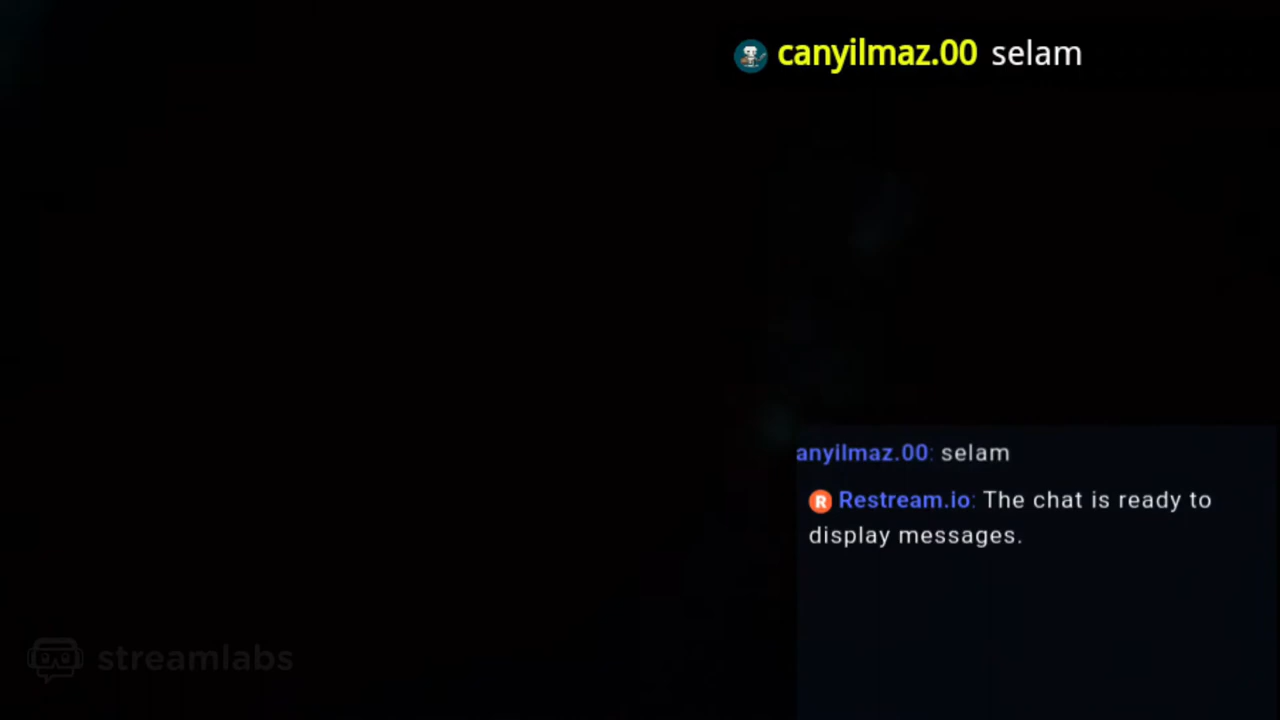 canyilmaz.00 selam
anyilmaz.00: selam
Restream.io: The chat is ready to
display messages.
streamlabs